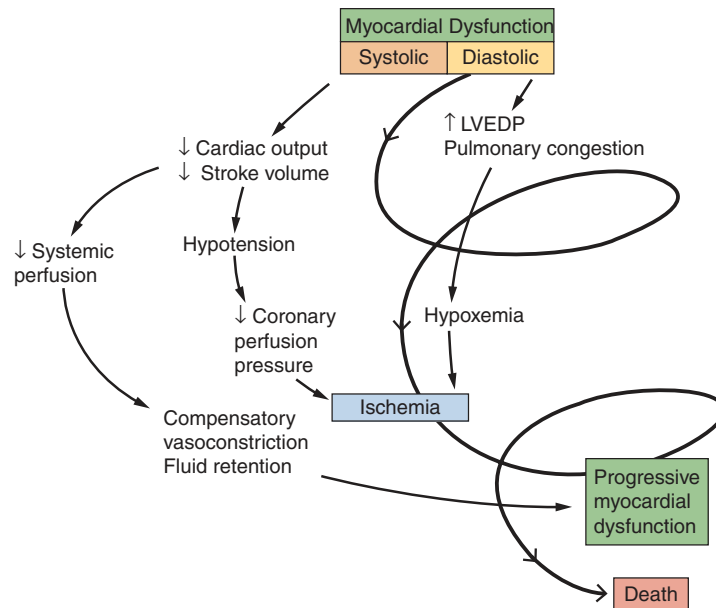 Myocardial Dysfunction
Systolic
Diastolic
↓ Cardiac output
↓ Stroke volume
↑ LVEDP
Pulmonary congestion
↓ Systemic
perfusion
Hypotension
↓ Coronary
perfusion
pressure
Hypoxemia
Ischemia
Compensatory
vasoconstriction
Fluid retention
Progressive
myocardial
dysfunction
Death